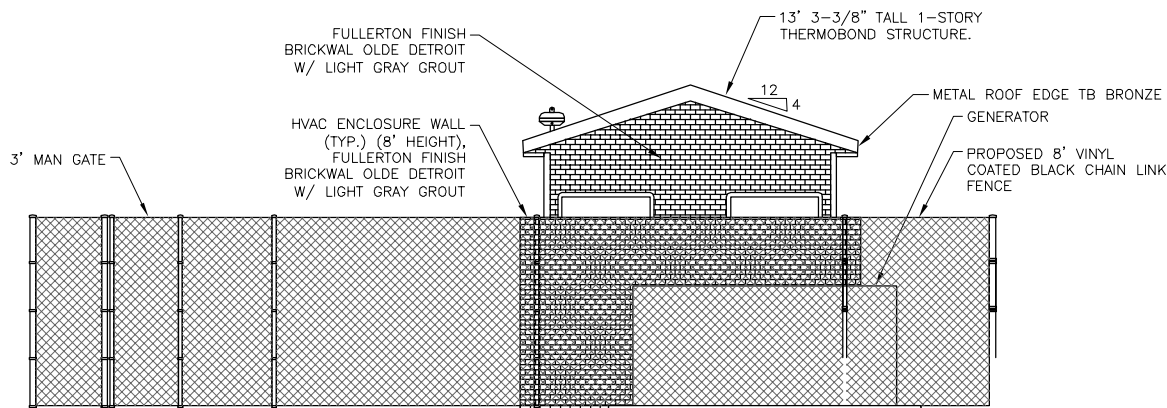 FULLERTON FINISH
BRICKWAL OLDE DETROIT
W/ LIGHT GRAY GROUT
13' 3-3/8" TALL 1-STORY
THERMOBOND STRUCTURE.
12
4
METAL ROOF EDGE TB BRONZE
GENERATOR
HVAC ENCLOSURE WALL
(TYP.) (8' HEIGHT),
FULLERTON FINISH
BRICKWAL OLDE DETROIT
W/ LIGHT GRAY GROUT
3' MAN GATE
PROPOSED 8' VINYL
COATED BLACK CHAIN LINK
FENCE